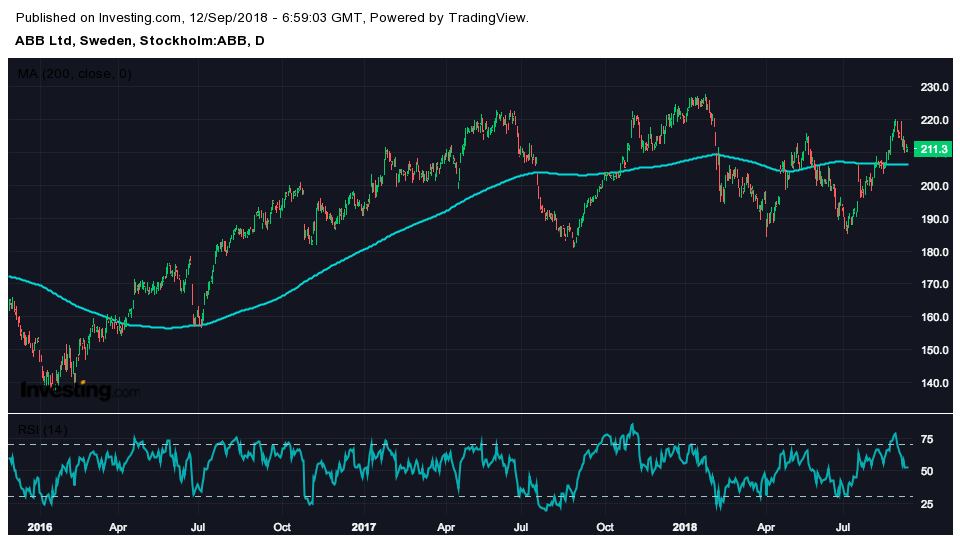 Published on Investing.com, 12/Sep/2018 - 6:59:03 GMT, Powered by TradingView.
ABB Ltd, Sweden, Stockholm:ABB, D
MA (200, close, 0)
230.0
220.0
211.3
200.0
190.0
180.0
170.0
160.0
150.0
140.0
Investing.com
RSI (14)
75
50
25
2016 Apr Jul Oct 2017 Apr Jul Oct 2018 Apr Jul